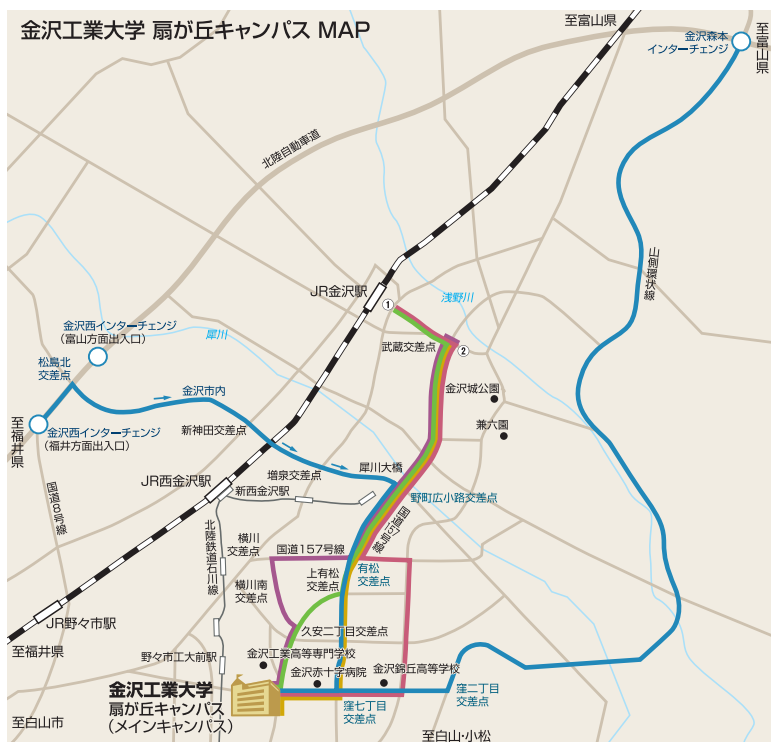 金沢工業大学 扇が丘キャンパス MAP
至富山県
金沢森本
インターチェンジ
至富山県
北陸自動車道
山側環状線
JR金沢駅
浅野川
①
金沢西インターチェンジ
（富山方面出入口）
犀川
武蔵交差点
②
松島北
交差点
金沢市内
金沢城公園
至福井県
金沢西インターチェンジ
（福井方面出入口）
新神田交差点
兼六園
JR西金沢駅
増泉交差点
犀川大橋
国道8号線
新西金沢駅
野町広小路交差点
北陸鉄道石川線
横川
交差点
国道157号線
国道157号線
横川南
交差点
上有松
交差点
有松
交差点
JR野々市駅
久安二丁目交差点
至福井県
野々市工大前駅
金沢工業高等専門学校
金沢赤十字病院
金沢錦丘高等学校
金沢工業大学
扇が丘キャンパス
（メインキャンパス）
窪七丁目
交差点
窪二丁目
交差点
至白山市
至白山・小松